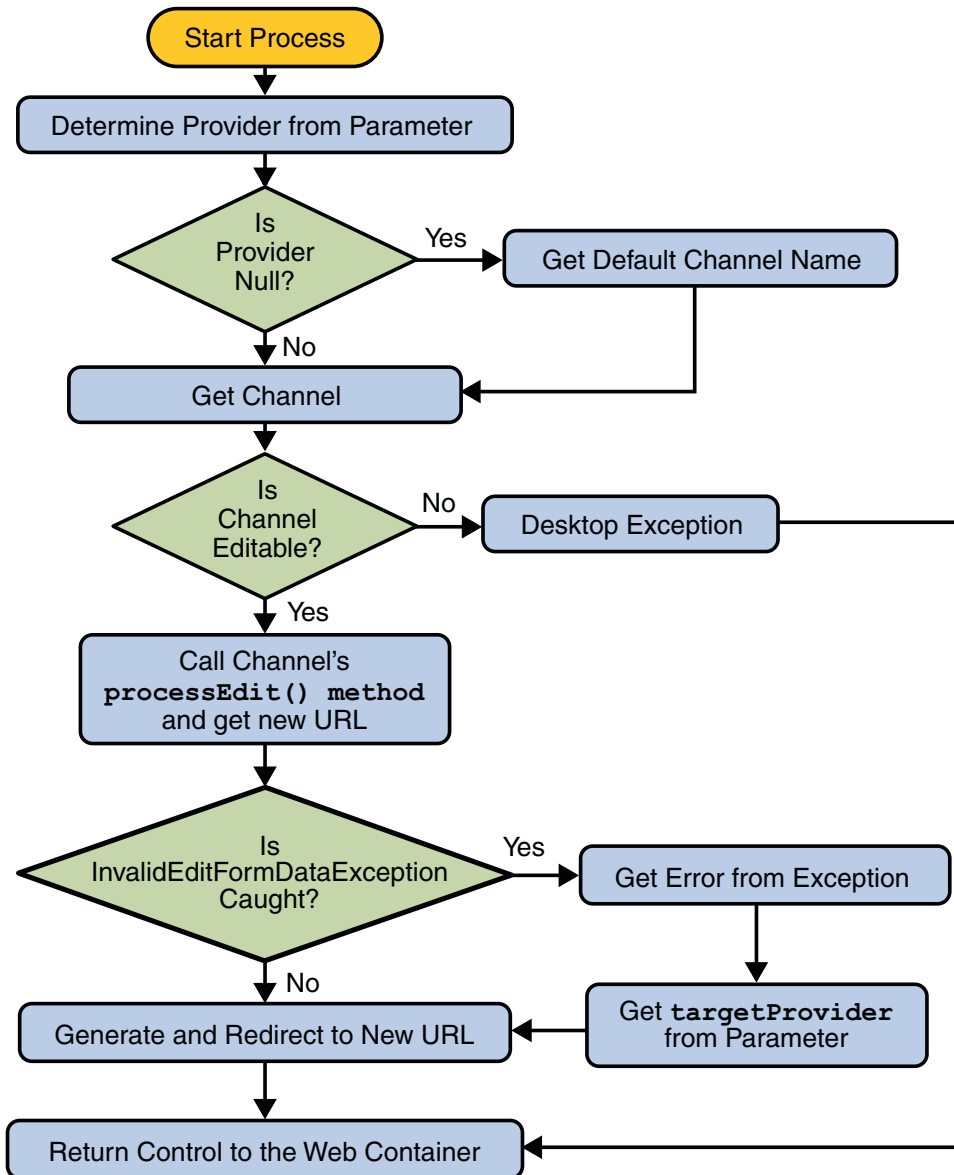 Start Process
Determine Provider from Parameter
Is
Provider
Null?
Yes
Get Default Channel Name
No
Get Channel
Is
Channel
Editable?
No
Desktop Exception
Yes
Call Channel’s
processEdit() method
and get new URL
Is
InvalidEditFormDataException
Caught?
Yes
Get Error from Exception
No
Get targetProvider
from Parameter
Generate and Redirect to New URL
Return Control to the Web Container